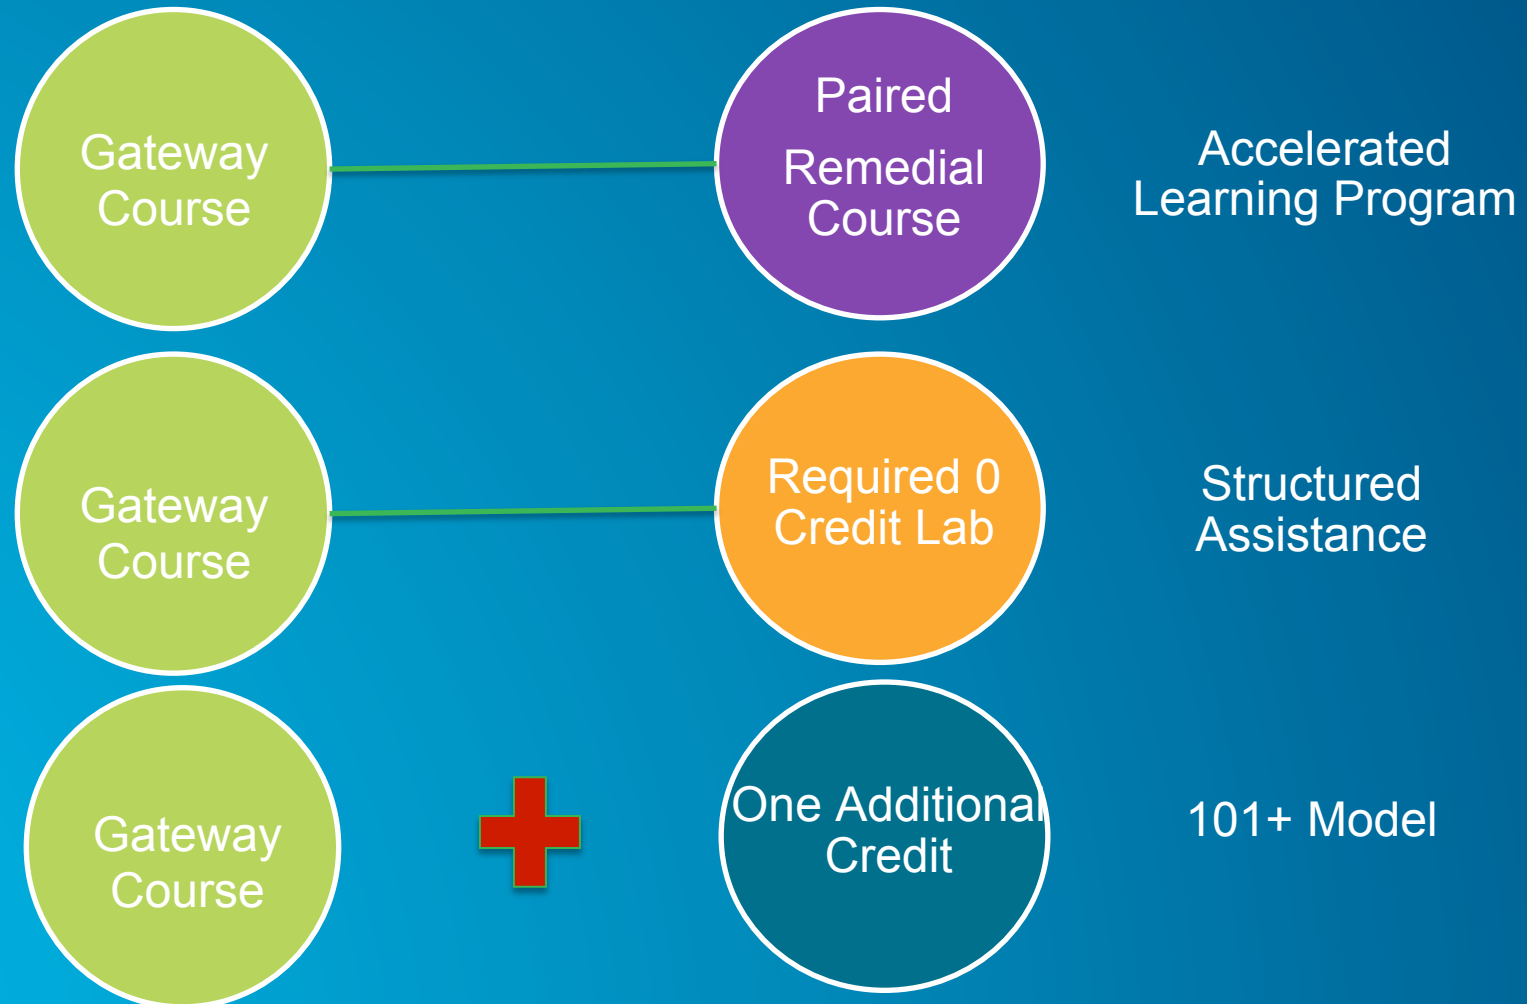 Gateway
Course
Paired
Remedial
Course
Accelerated
Learning Program
Gateway
Course
Required 0
Credit Lab
Structured
Assistance
Gateway
Course
One Additional
Credit
101+ Model